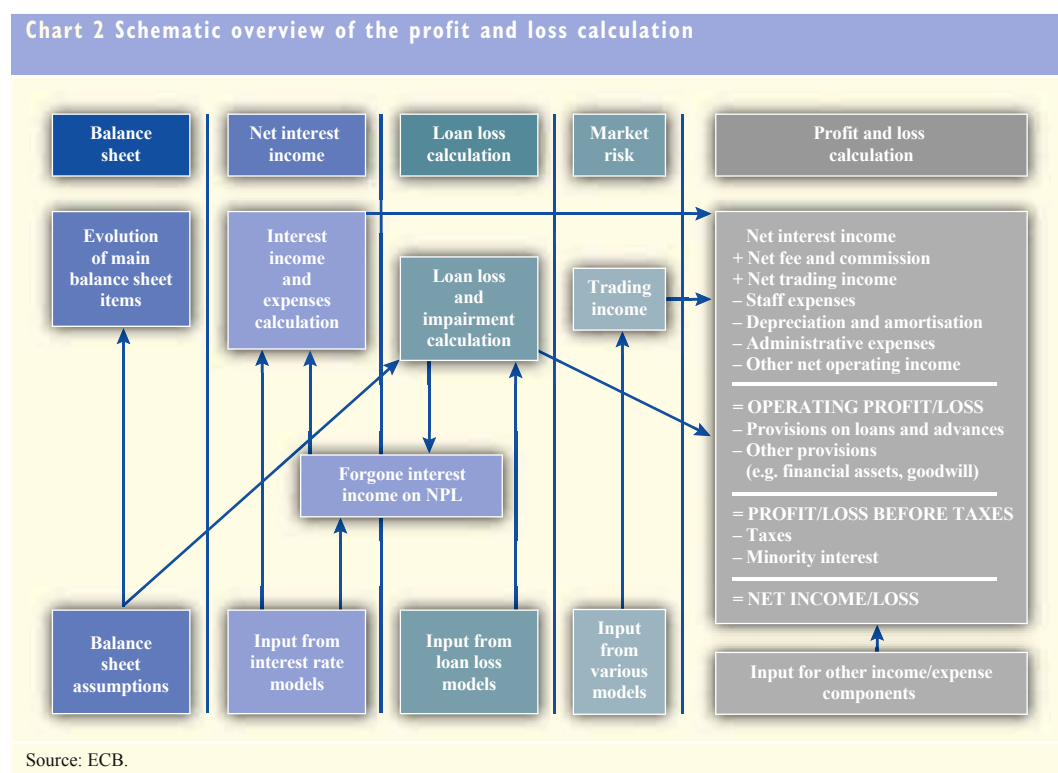 Chart 2 Schematic overview of the profit and loss calculation
Balance
sheet
Net interest
income
Loan loss
calculation
Market
risk
Profit and loss
calculation
Evolution
of main
balance sheet
items
Interest
income
and
expenses
calculation
Loan loss
and
impairment
calculation
Trading
income
Net interest income
+ Net fee and commission
+ Net trading income
– Staff expenses
– Depreciation and amortisation
– Administrative expenses
– Other net operating income
= OPERATING PROFIT/LOSS
– Provisions on loans and advances
– Other provisions
(e.g. financial assets, goodwill)
= PROFIT/LOSS BEFORE TAXES
– Taxes
– Minority interest
= NET INCOME/LOSS
Forgone interest
income on NPL
Balance
sheet
assumptions
Input from
interest rate
models
Input from
loan loss
models
Input
from
various
models
Input for other income/expense
components
Source: ECB.